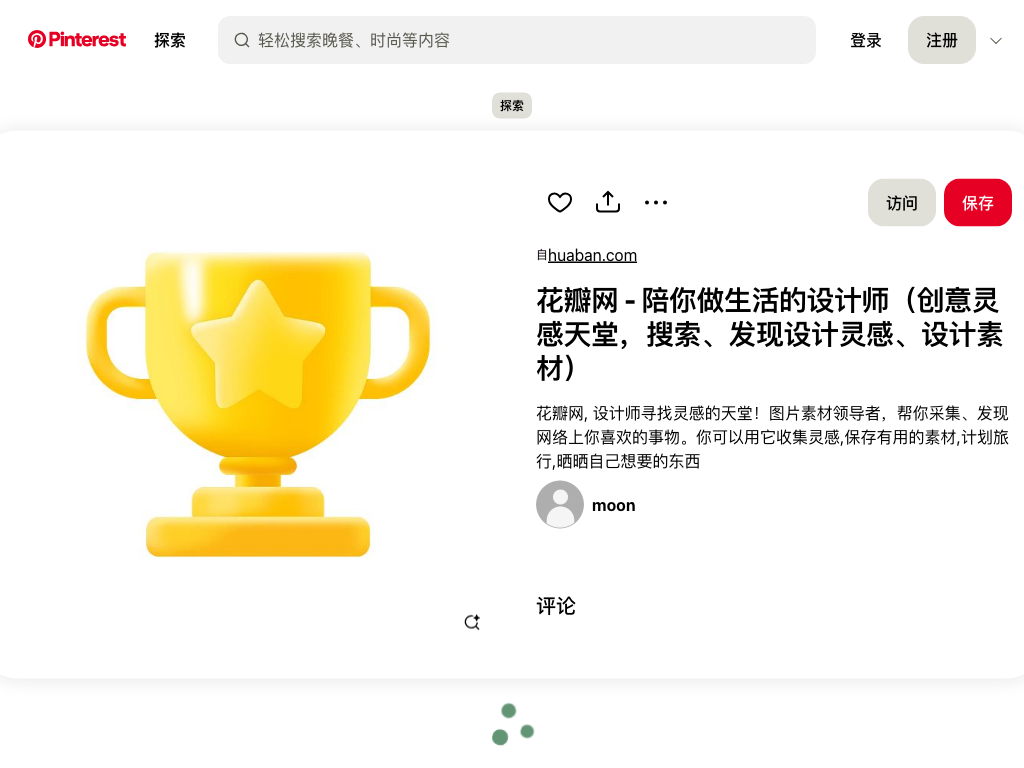 Pinterest
探索
轻松搜索晚餐、时尚等内容
登录
注册
探索
访问
保存
自huaban.com
花瓣网 - 陪你做生活的设计师（创意灵
感天堂，搜索、发现设计灵感、设计素
材）
花瓣网, 设计师寻找灵感的天堂！图片素材领导者，帮你采集、发现
网络上你喜欢的事物。你可以用它收集灵感,保存有用的素材,计划旅
行,晒晒自己想要的东西
moon
评论